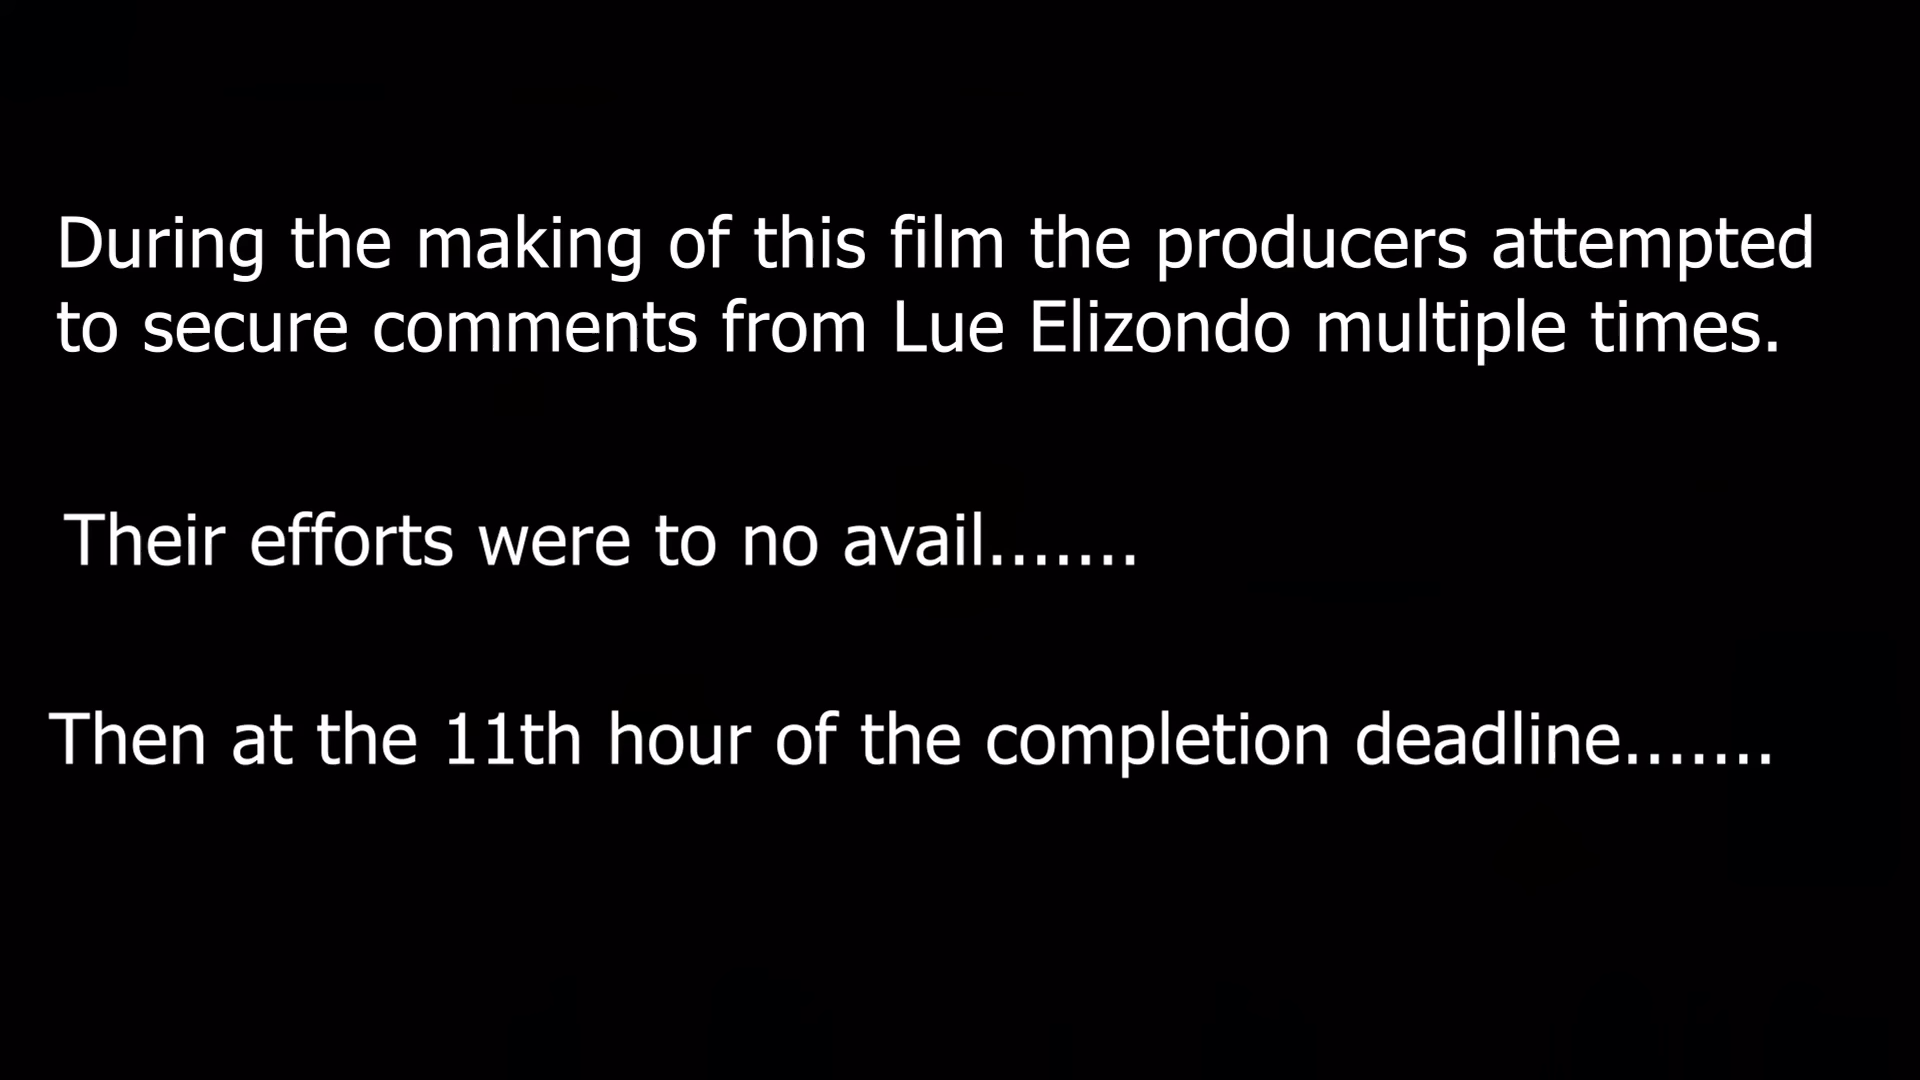 During the making of this film the producers attempted
to secure comments from Lue Elizondo multiple times.
Their efforts were to no avail.......
Then at the 11th hour of the completion deadline.......